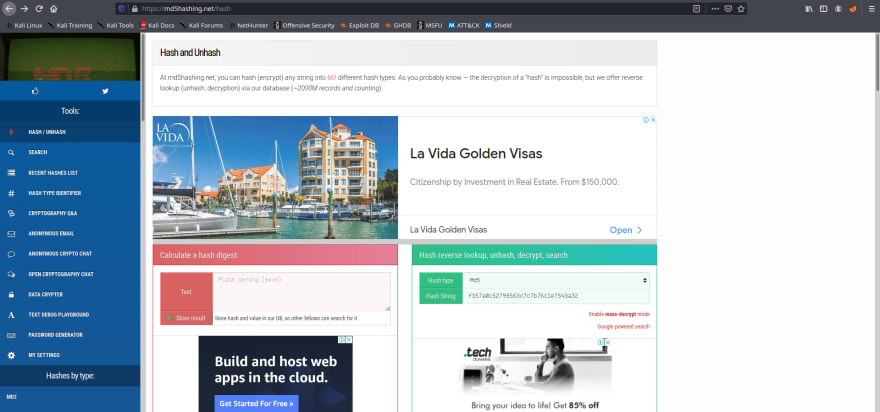 https://md5hashing.net/hash
Kali Linux
Kali Training
Kali Tools
Kali Docs
Kali Forums
NetHunter
Offensive Security
Exploit-DB
GHDB
MSFU
ATT&CK
Shield
Tools:
HASH / UNHASH
SEARCH
RECENT HASHES LIST
HASH TYPE IDENTIFIER
CRYPTOGRAPHY Q&A
ANONYMOUS EMAIL
ANONYMOUS CRYPTO CHAT
OPEN CRYPTOGRAPHY CHAT
DATA CRYPTER
TEXT DEBUG PLAYGROUND
PASSWORD GENERATOR
MY SETTINGS
Hashes by type:
MD2
Hash and Unhash
At md5hashing.net, you can hash (encrypt) any string into 66! different hash types. As you probably know — the decryption of a "hash" is impossible, but we offer reverse
lookup (unhash; decryption) via our database (~2000M records and counting).
LA
VIDA
La Vida Golden Visas
Citizenship by Investment in Real Estate. From $150,000.
La Vida Golden Visas
Open
Calculate a hash digest
Text
Plain string (text)
Store result
Store hash and value in our DB, so other fellows can search for it
Build and host web
apps in the cloud.
Get Started For Free »
Hash reverse lookup, unhash, decrypt, search
Hash type
Md5
Hash String
f357a0c52799563c7c7b76c1e7543a32
Enable mass-decrypt mode
Google-powered search
.tech
DOMAINS
Bring your idea to life! Get 85% off